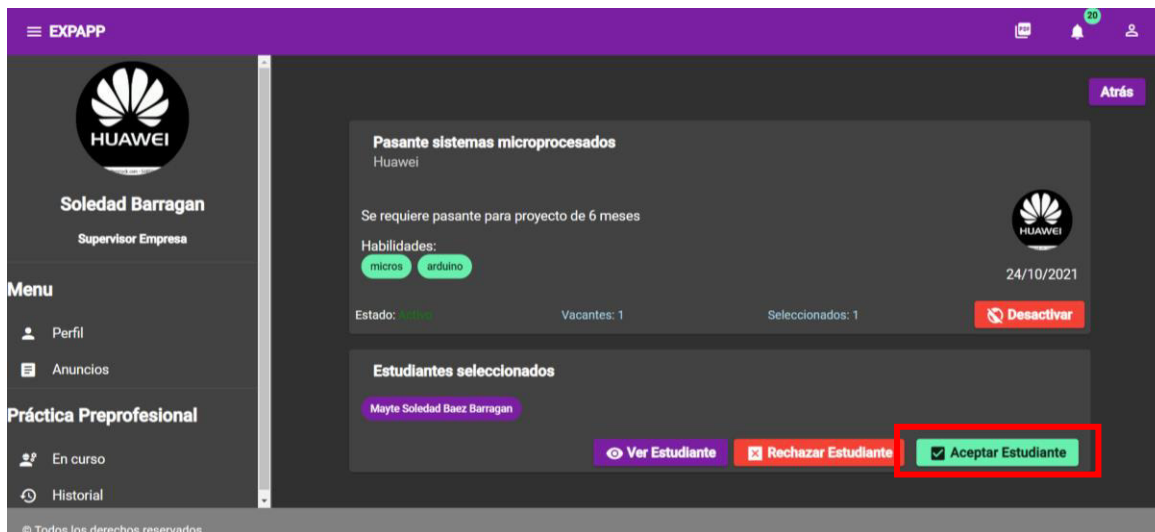 EXPAPP
PDF
20
HUAWEI
Soledad Barragan
Supervisor Empresa
Menu
Perfil
Anuncios
Práctica Preprofesional
En curso
Historial
Atrás
Pasante sistemas microprocesados
Huawei
Se requiere pasante para proyecto de 6 meses
Habilidades:
micros arduino
HUAWEI
24/10/2021
Estado: Activo Vacantes: 1 Seleccionados: 1 Desactivar
Estudiantes seleccionados
Mayte Soledad Baez Barragan
Ver Estudiante Rechazar Estudiante Aceptar Estudiante
© Todos los derechos reservados